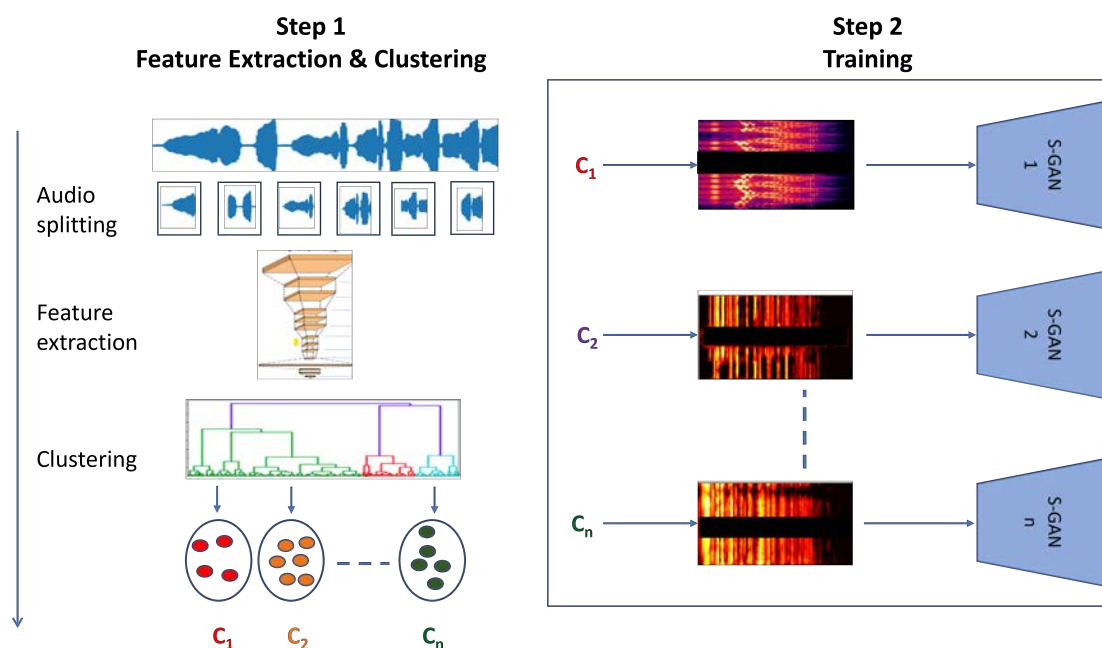 Step 1
Feature Extraction & Clustering
Audio
splitting
Feature
extraction
Clustering
C1
C2
Cn
Step 2
Training
C1
S-GAN
1
C2
S-GAN
2
Cn
S-GAN
n